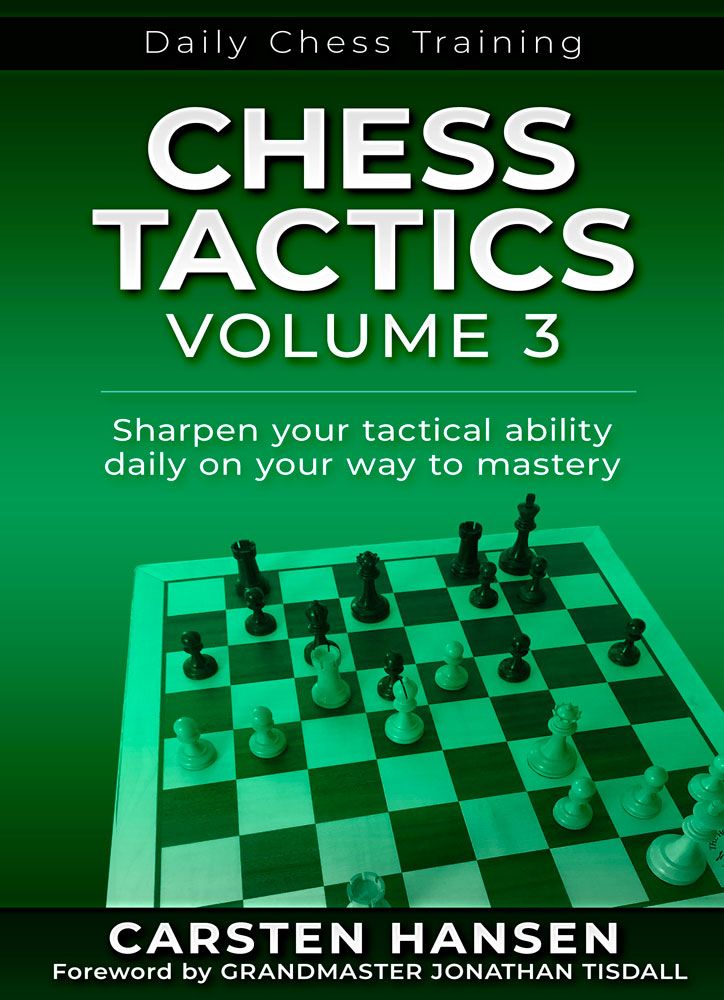 Daily Chess Training
CHESS
TACTICS
VOLUME 3
Sharpen your tactical ability
daily on your way to mastery
CARSTEN HANSEN
Foreword by GRANDMASTER JONATHAN TISDALL